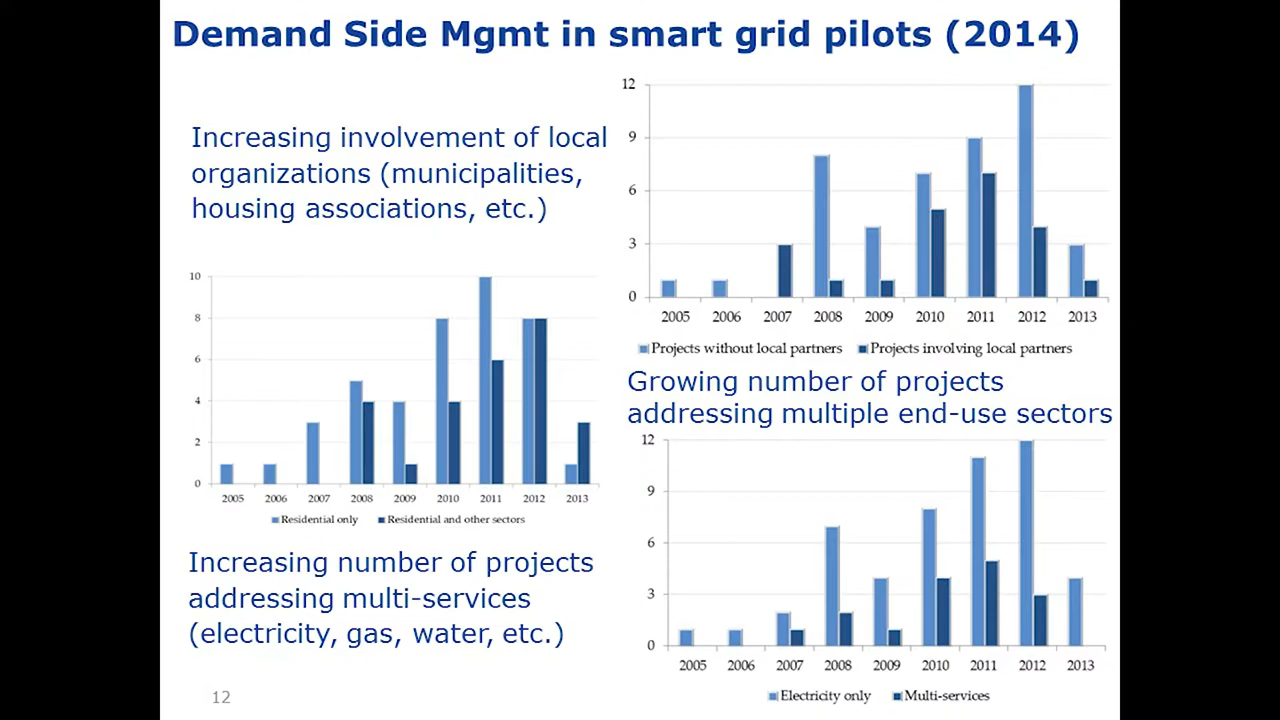 Demand Side Mgmt in smart grid pilots (2014)
Increasing involvement of local
organizations (municipalities,
housing associations, etc.)
12
9
6
3
0
2005 2006 2007 2008 2009 2010 2011 2012 2013
Projects without local partners Projects involving local partners
10
8
6
4
2
0
2005 2006 2007 2008 2009 2010 2011 2012 2013
Residential only Residential and other sectors
Growing number of projects
addressing multiple end-use sectors
Increasing number of projects
addressing multi-services
(electricity, gas, water, etc.)
12
9
6
3
0
2005 2006 2007 2008 2009 2010 2011 2012 2013
Electricity only Multi-services
12